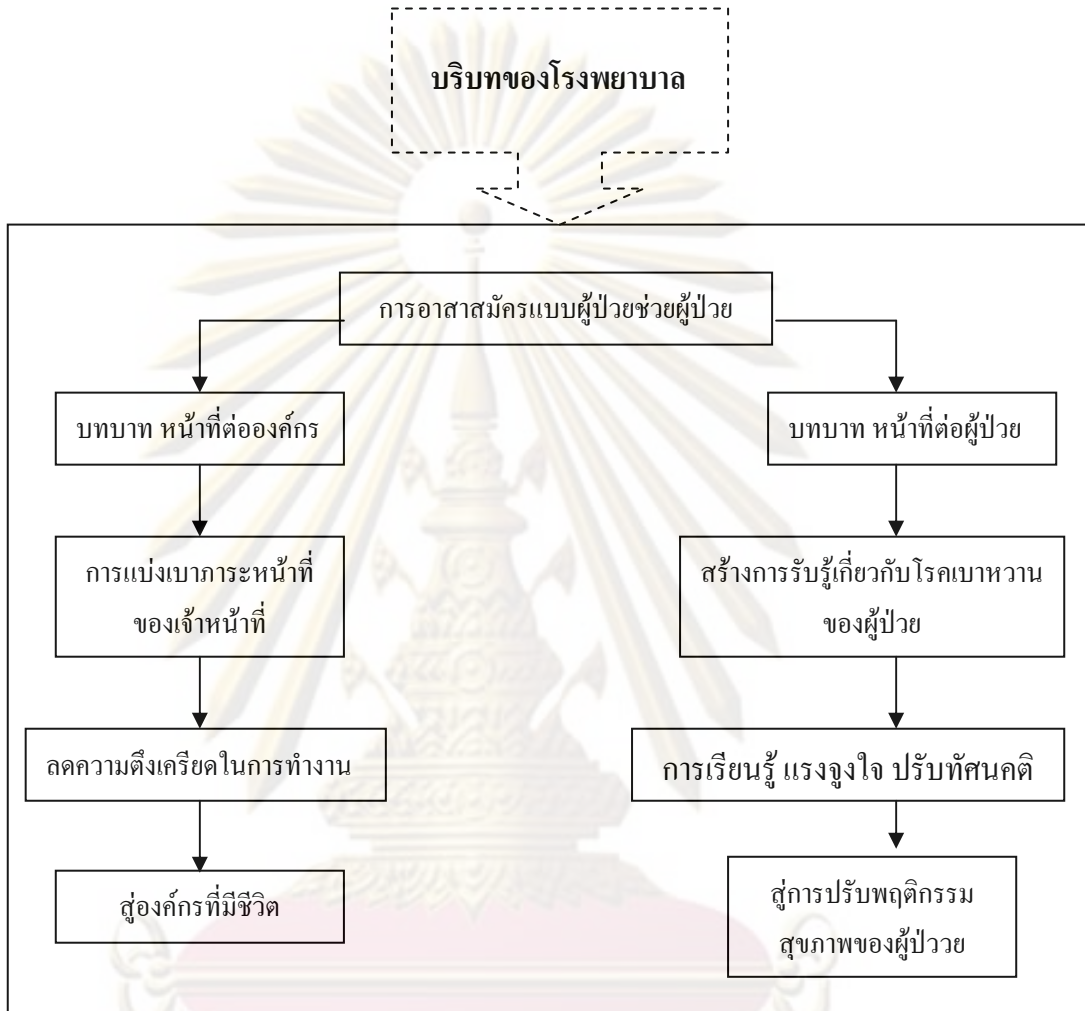 บริบทของโรงพยาบาล
การอาสาสมัครแบบผู้ป่วยช่วยผู้ป่วย
บทบาท หน้าที่ต่อองค์กร
บทบาท หน้าที่ต่อผู้ป่วย
การแบ่งเบาภาระหน้าที่
ของเจ้าหน้าที่
สร้างการรับรู้เกี่ยวกับโรคเบาหวาน
ของผู้ป่วย
ลดความตึงเครียดในการทำงาน
การเรียนรู้ แรงจูงใจ ปรับทัศนคติ
สู่องค์กรที่มีชีวิต
สู่การปรับพฤติกรรม
สุขภาพของผู้ป่ววย